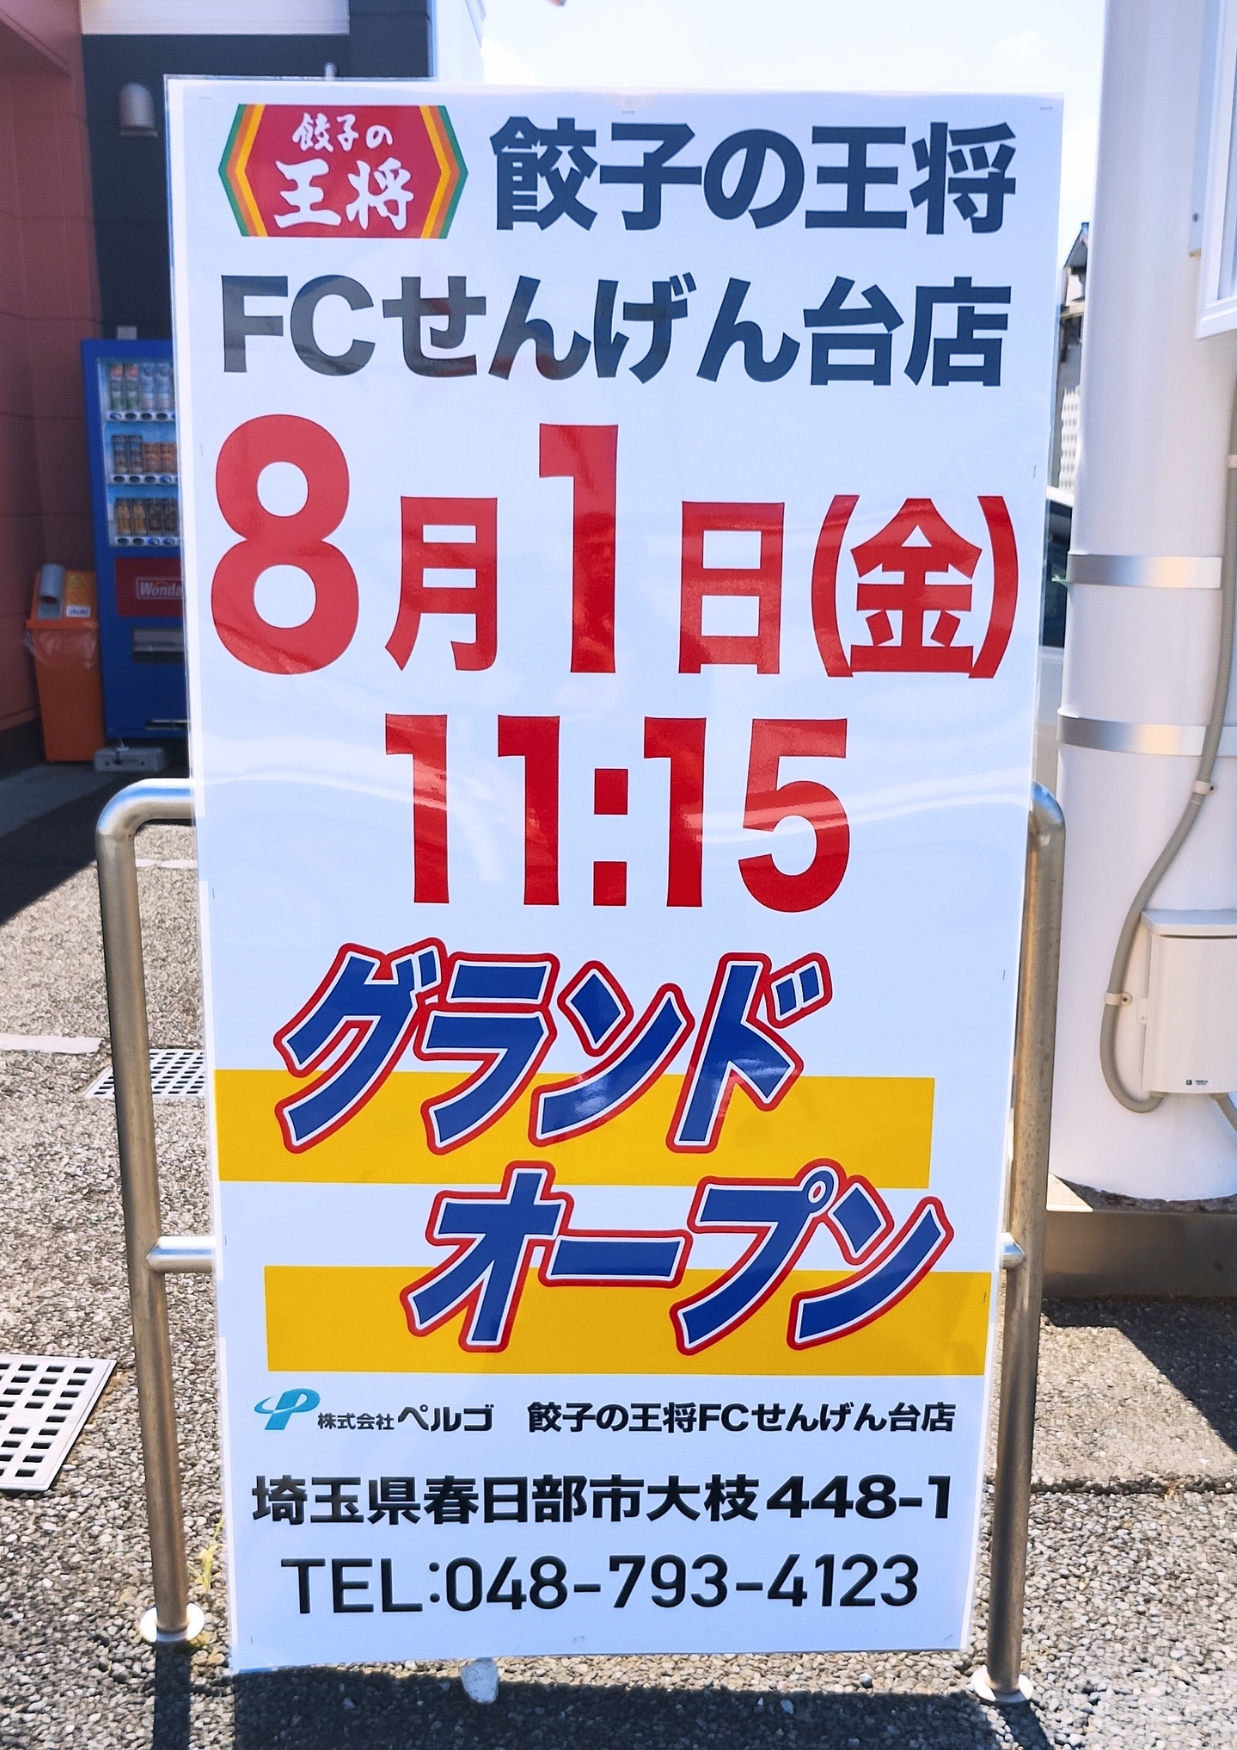 餃子の
王将
餃子の王将
FCせんげん台店
8月1日(金)
11:15
グランド
オープン
株式会社ペルゴ 餃子の王将FCせんげん台店
埼玉県春日部市大枝448-1
TEL:048-793-4123
Wonda